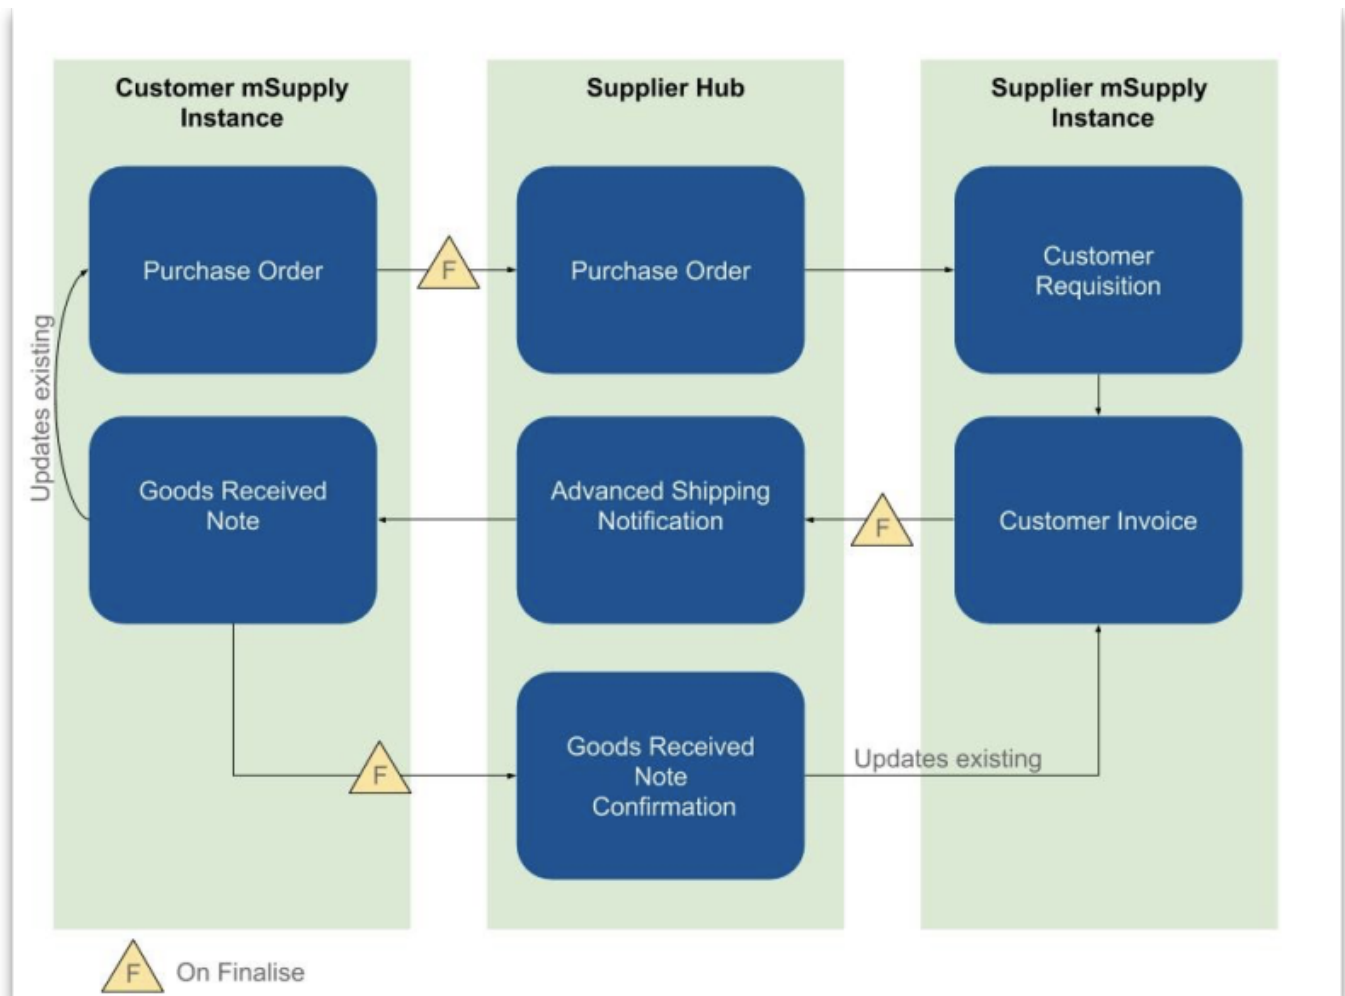 Customer mSupply
Instance
Supplier Hub
Supplier mSupply
Instance
Purchase Order
F
Purchase Order
Customer
Requisition
Updates existing
Goods Received
Note
Advanced Shipping
Notification
F
Customer Invoice
F
Goods Received
Note
Confirmation
Updates existing
F
On Finalise